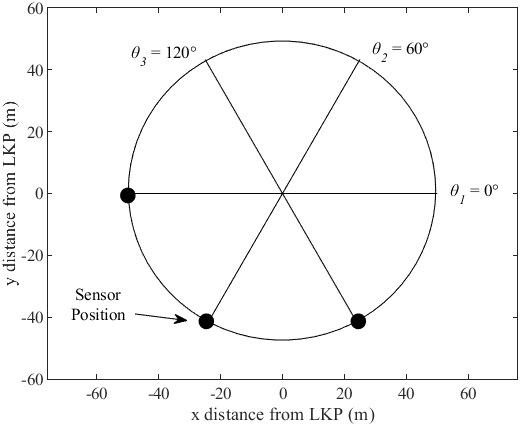 60
40
20
0
-20
-40
-60
y distance from LKP (m)
θ3 = 120°
θ2 = 60°
θ1 = 0°
Sensor
Position
-60 -40 -20 0 20 40 60
x distance from LKP (m)